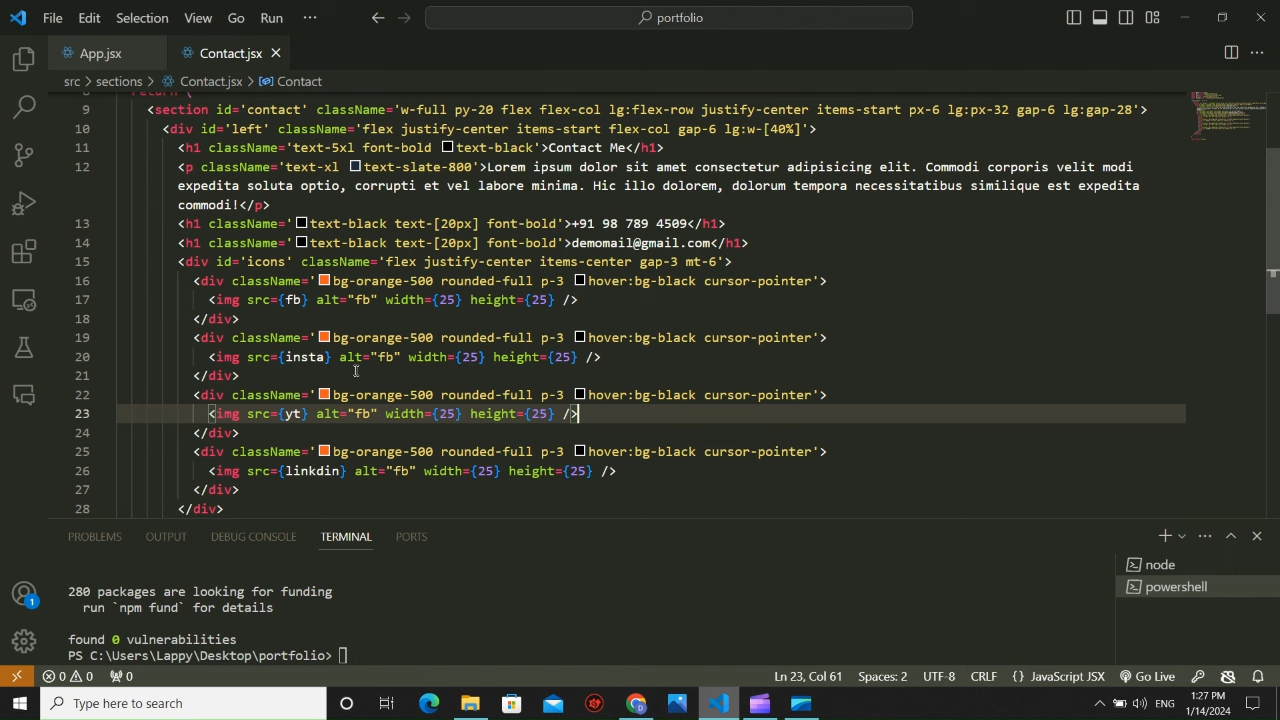 File Edit Selection View Go Run ··· portfolio
App.jsx Contact.jsx
src > sections > Contact.jsx > Contact
8 return (
9 <section id='contact' className='w-full py-20 flex flex-col lg:flex-row justify-center items-start px-6 lg:px-32 gap-6 lg:gap-28'>
10 <div id='left' className='flex justify-center items-start flex-col gap-6 lg:w-[40%]'>
11 <h1 className='text-5xl font-bold text-black'>Contact Me</h1>
12 <p className='text-xl text-slate-800'>Lorem ipsum dolor sit amet consectetur adipisicing elit. Commodi corporis velit modi
expedita soluta optio, corrupti et vel labore minima. Hic illo dolorem, dolorum tempora necessitatibus similique est expedita
commodi!</p>
13 <h1 className='text-black text-[20px] font-bold'>+91 98 789 4509</h1>
14 <h1 className='text-black text-[20px] font-bold'>demomail@gmail.com</h1>
15 <div id='icons' className='flex justify-center items-center gap-3 mt-6'>
16 <div className='bg-orange-500 rounded-full p-3 hover:bg-black cursor-pointer'>
17 <img src={fb} alt="fb" width={25} height={25} />
18 </div>
19 <div className='bg-orange-500 rounded-full p-3 hover:bg-black cursor-pointer'>
20 <img src={insta} alt="fb" width={25} height={25} />
21 </div>
22 <div className='bg-orange-500 rounded-full p-3 hover:bg-black cursor-pointer'>
23 <img src={yt} alt="fb" width={25} height={25} />
24 </div>
25 <div className='bg-orange-500 rounded-full p-3 hover:bg-black cursor-pointer'>
26 <img src={linkdin} alt="fb" width={25} height={25} />
27 </div>
28 </div>
PROBLEMS OUTPUT DEBUG CONSOLE TERMINAL PORTS
node
powershell
280 packages are looking for funding
run `npm fund` for details
found 0 vulnerabilities
PS C:\Users\Lappy\Desktop\portfolio>
1
0 0 0 Ln 23, Col 61 Spaces: 2 UTF-8 CRLF {} JavaScript JSX Go Live
Type here to search
1:27 PM
1/14/2024